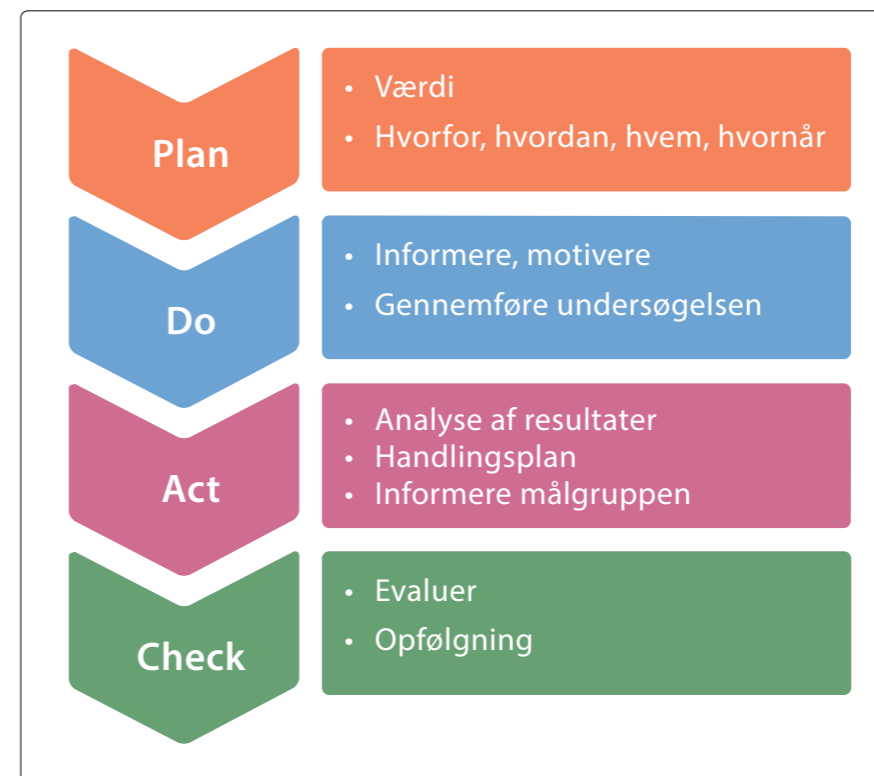 Plan
• Værdi
• Hvorfor, hvordan, hvem, hvornår
Do
• Informere, motivere
• Gennemføre undersøgelsen
Act
• Analyse af resultater
• Handlingsplan
• Informere målgruppen
Check
• Evaluer
• Opfølgning